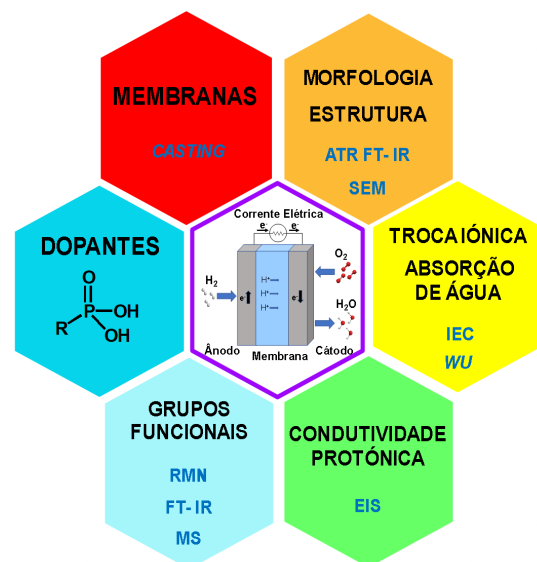 MEMBRANAS
CASTING
MORFOLOGIA
ESTRUTURA
ATR FT- IR
SEM
DOPANTES
O
R
P
OH
OH
Corrente Elétrica
e-
e-
H2
O2
H+
H+
H+
e-
e-
H2O
Ânodo
Membrana
Cátodo
TROCA IÓNICA
ABSORÇÃO
DE ÁGUA
IEC
WU
GRUPOS
FUNCIONAIS
RMN
FT- IR
MS
CONDUTIVIDADE
PROTÓNICA
EIS